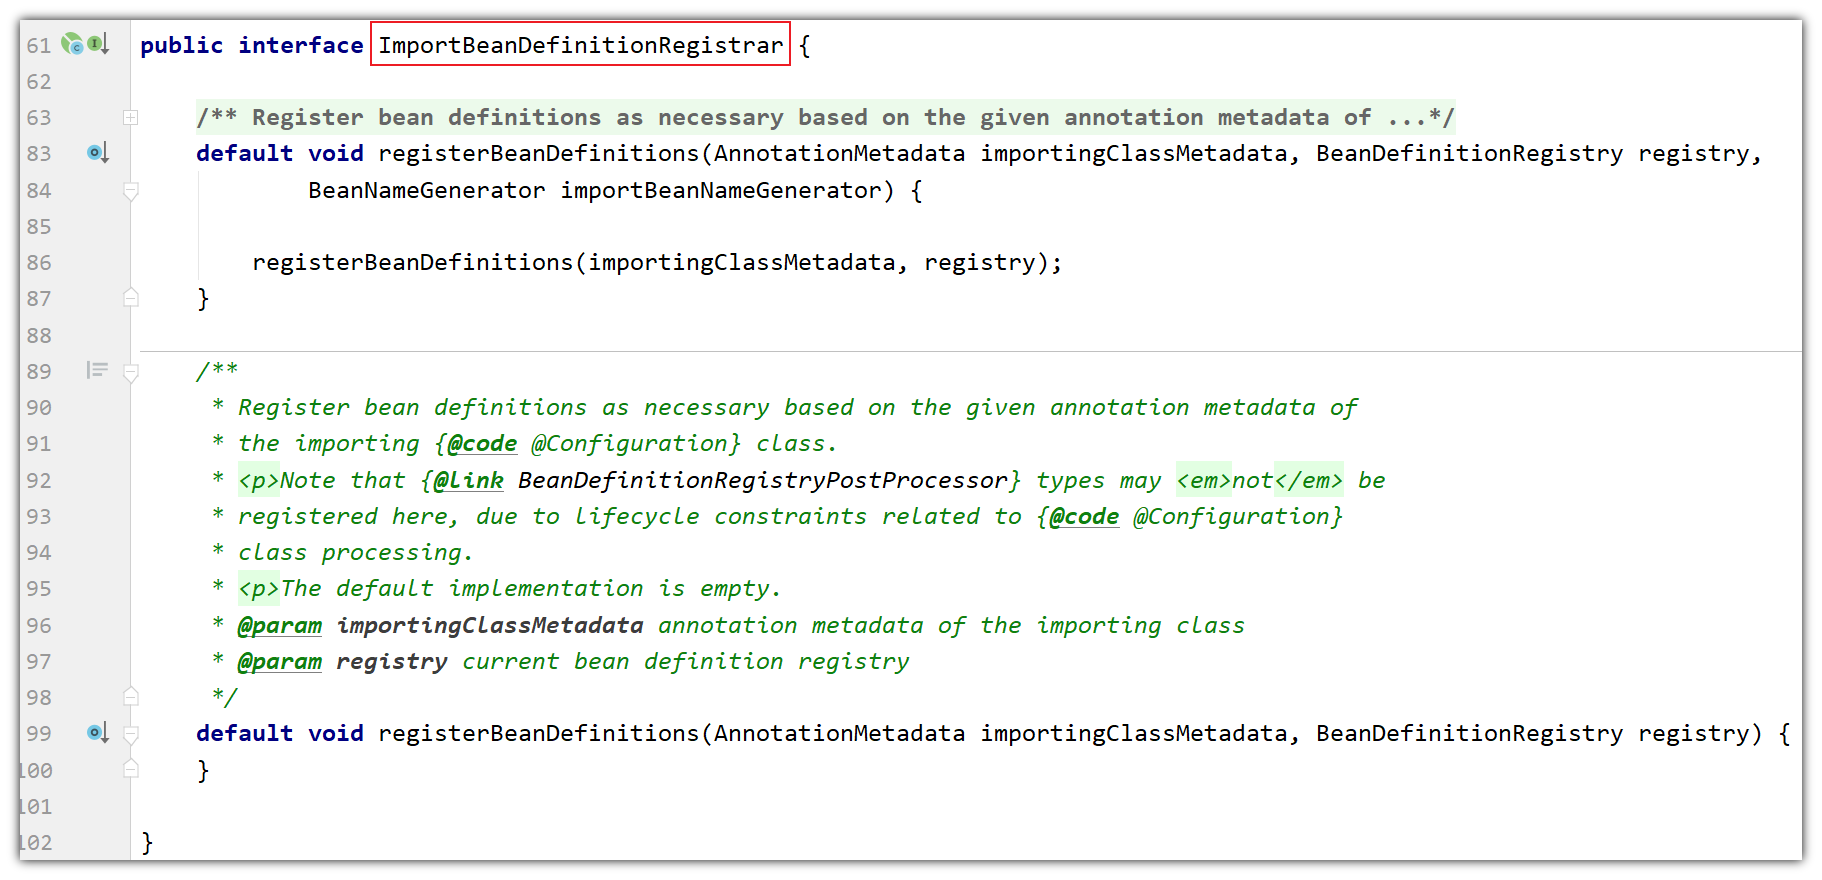 61 public interface ImportBeanDefinitionRegistrar {
62
63 /** Register bean definitions as necessary based on the given annotation metadata of ...*/
83 default void registerBeanDefinitions(AnnotationMetadata importingClassMetadata, BeanDefinitionRegistry registry,
84 BeanNameGenerator importBeanNameGenerator) {
85
86 registerBeanDefinitions(importingClassMetadata, registry);
87 }
88
89 /**
90 * Register bean definitions as necessary based on the given annotation metadata of
91 * the importing {@code @Configuration} class.
92 * <p>Note that {@link BeanDefinitionRegistryPostProcessor} types may <em>not</em> be
93 * registered here, due to lifecycle constraints related to {@code @Configuration}
94 * class processing.
95 * <p>The default implementation is empty.
96 * @param importingClassMetadata annotation metadata of the importing class
97 * @param registry current bean definition registry
98 */
99 default void registerBeanDefinitions(AnnotationMetadata importingClassMetadata, BeanDefinitionRegistry registry) {
100 }
101
102 }